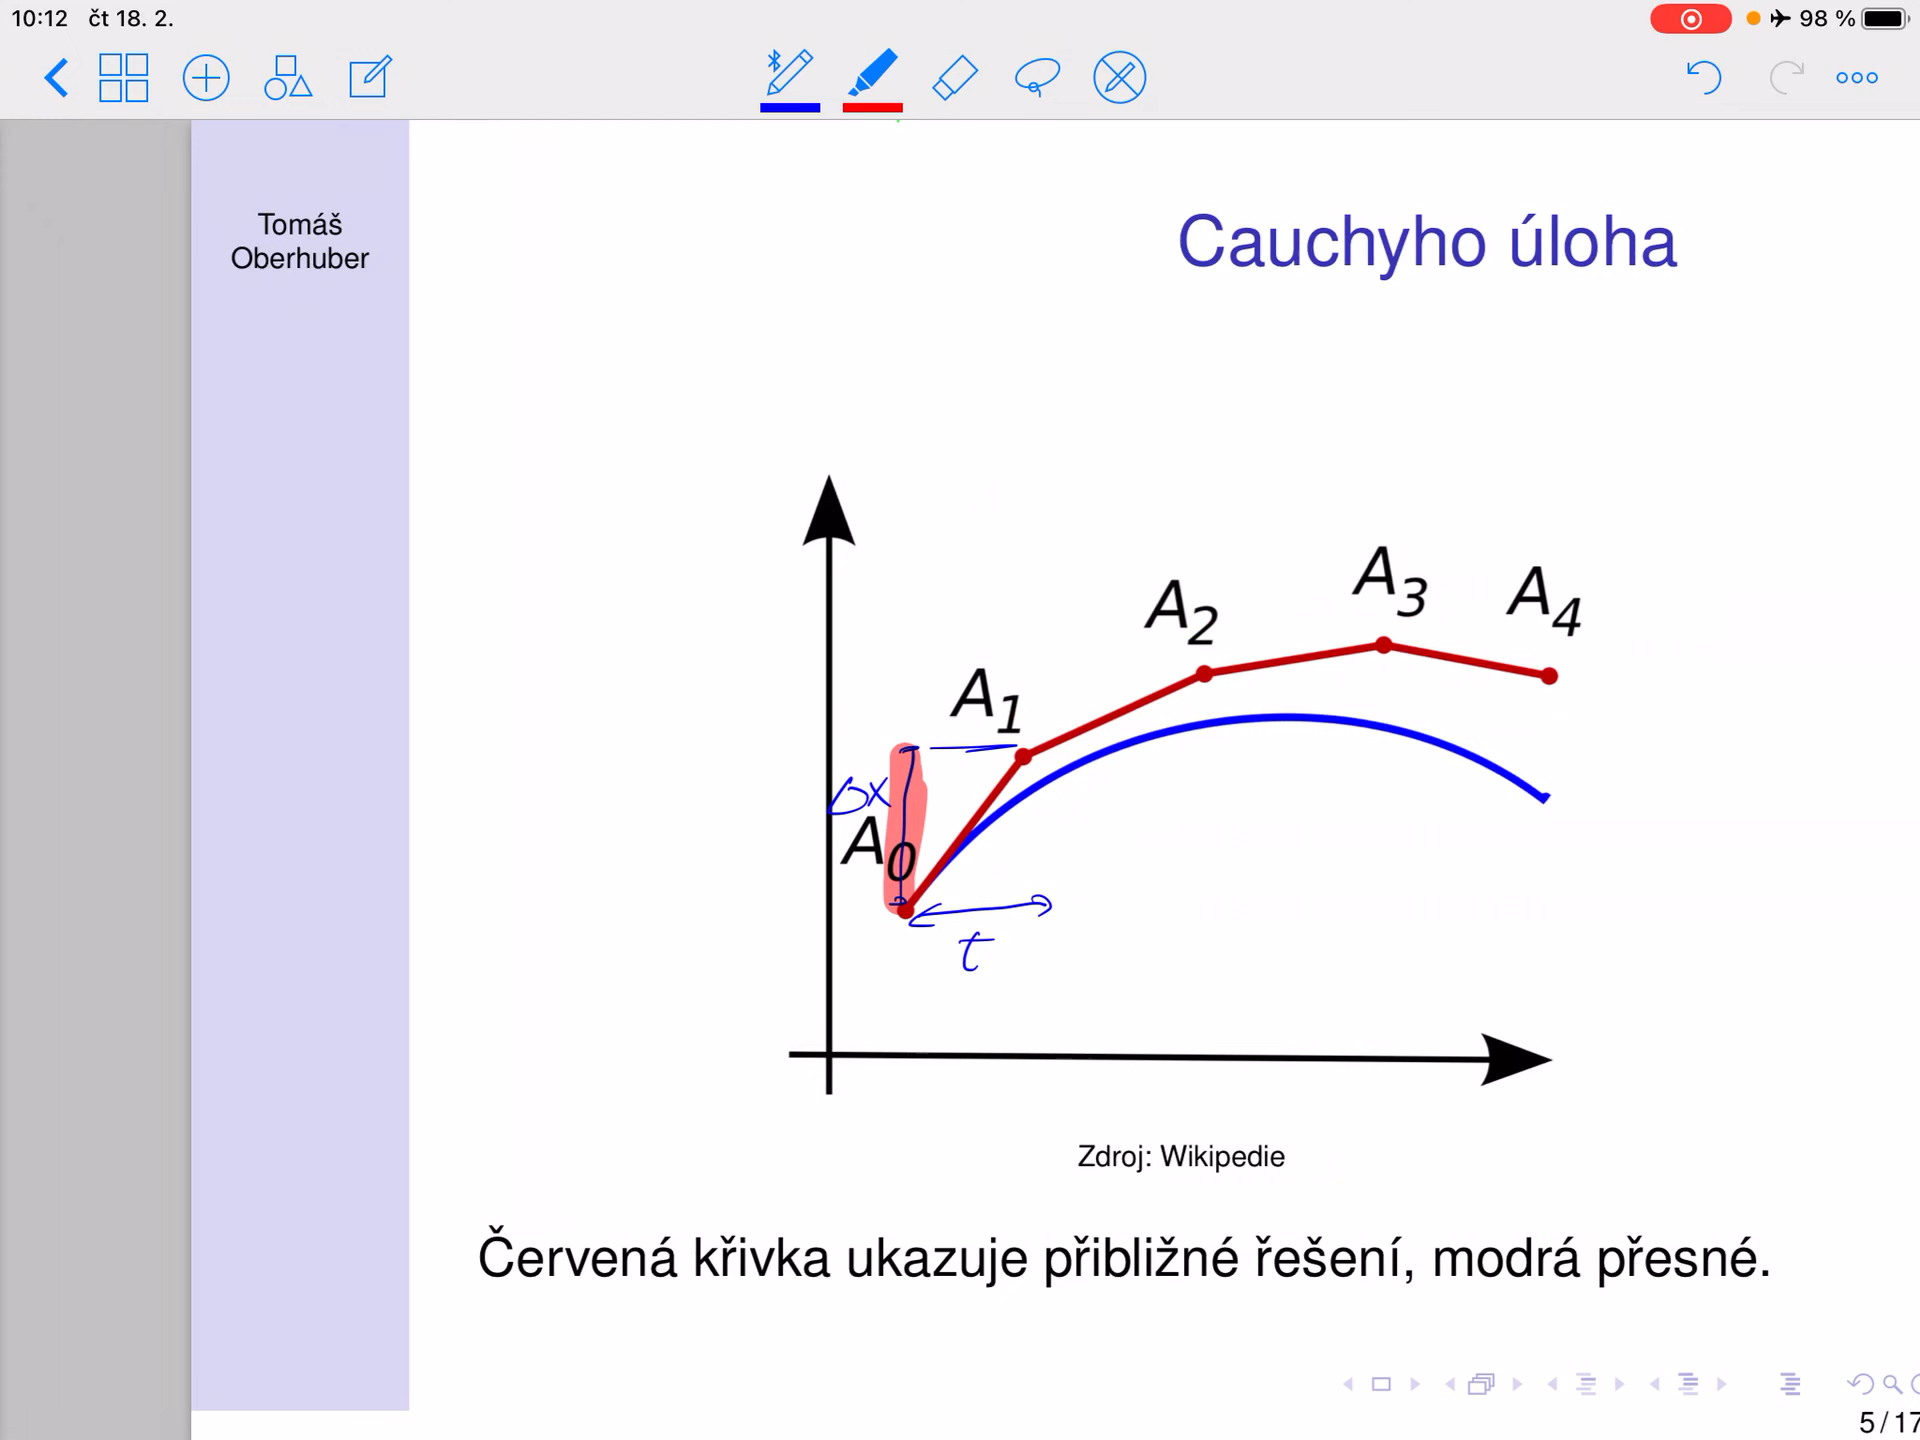 10:12 čt 18. 2.
98 %
Tomáš
Oberhuber
Cauchyho úloha
A3
A4
A2
A1
A0
t
Zdroj: Wikipedie
Červená křivka ukazuje přibližné řešení, modrá přesné.
5 / 17